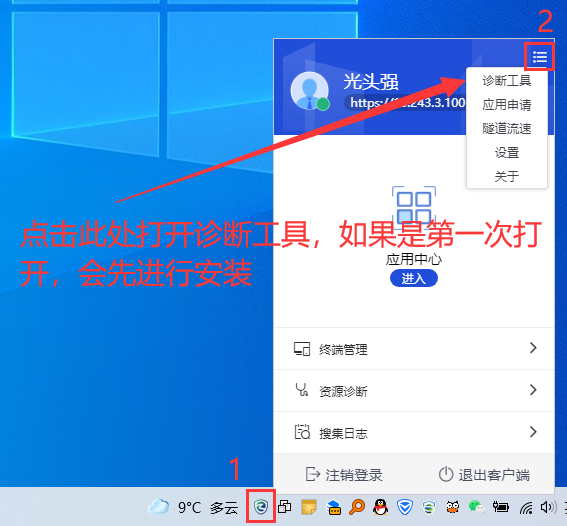 2
光头强
诊断工具
应用申请
隧道流速
设置
关于
点击此处打开诊断工具，如果是第一次打
开，会先进行安装
应用中心
进入
终端管理
资源诊断
搜集日志
注销登录
退出客户端
1
9°C 多云